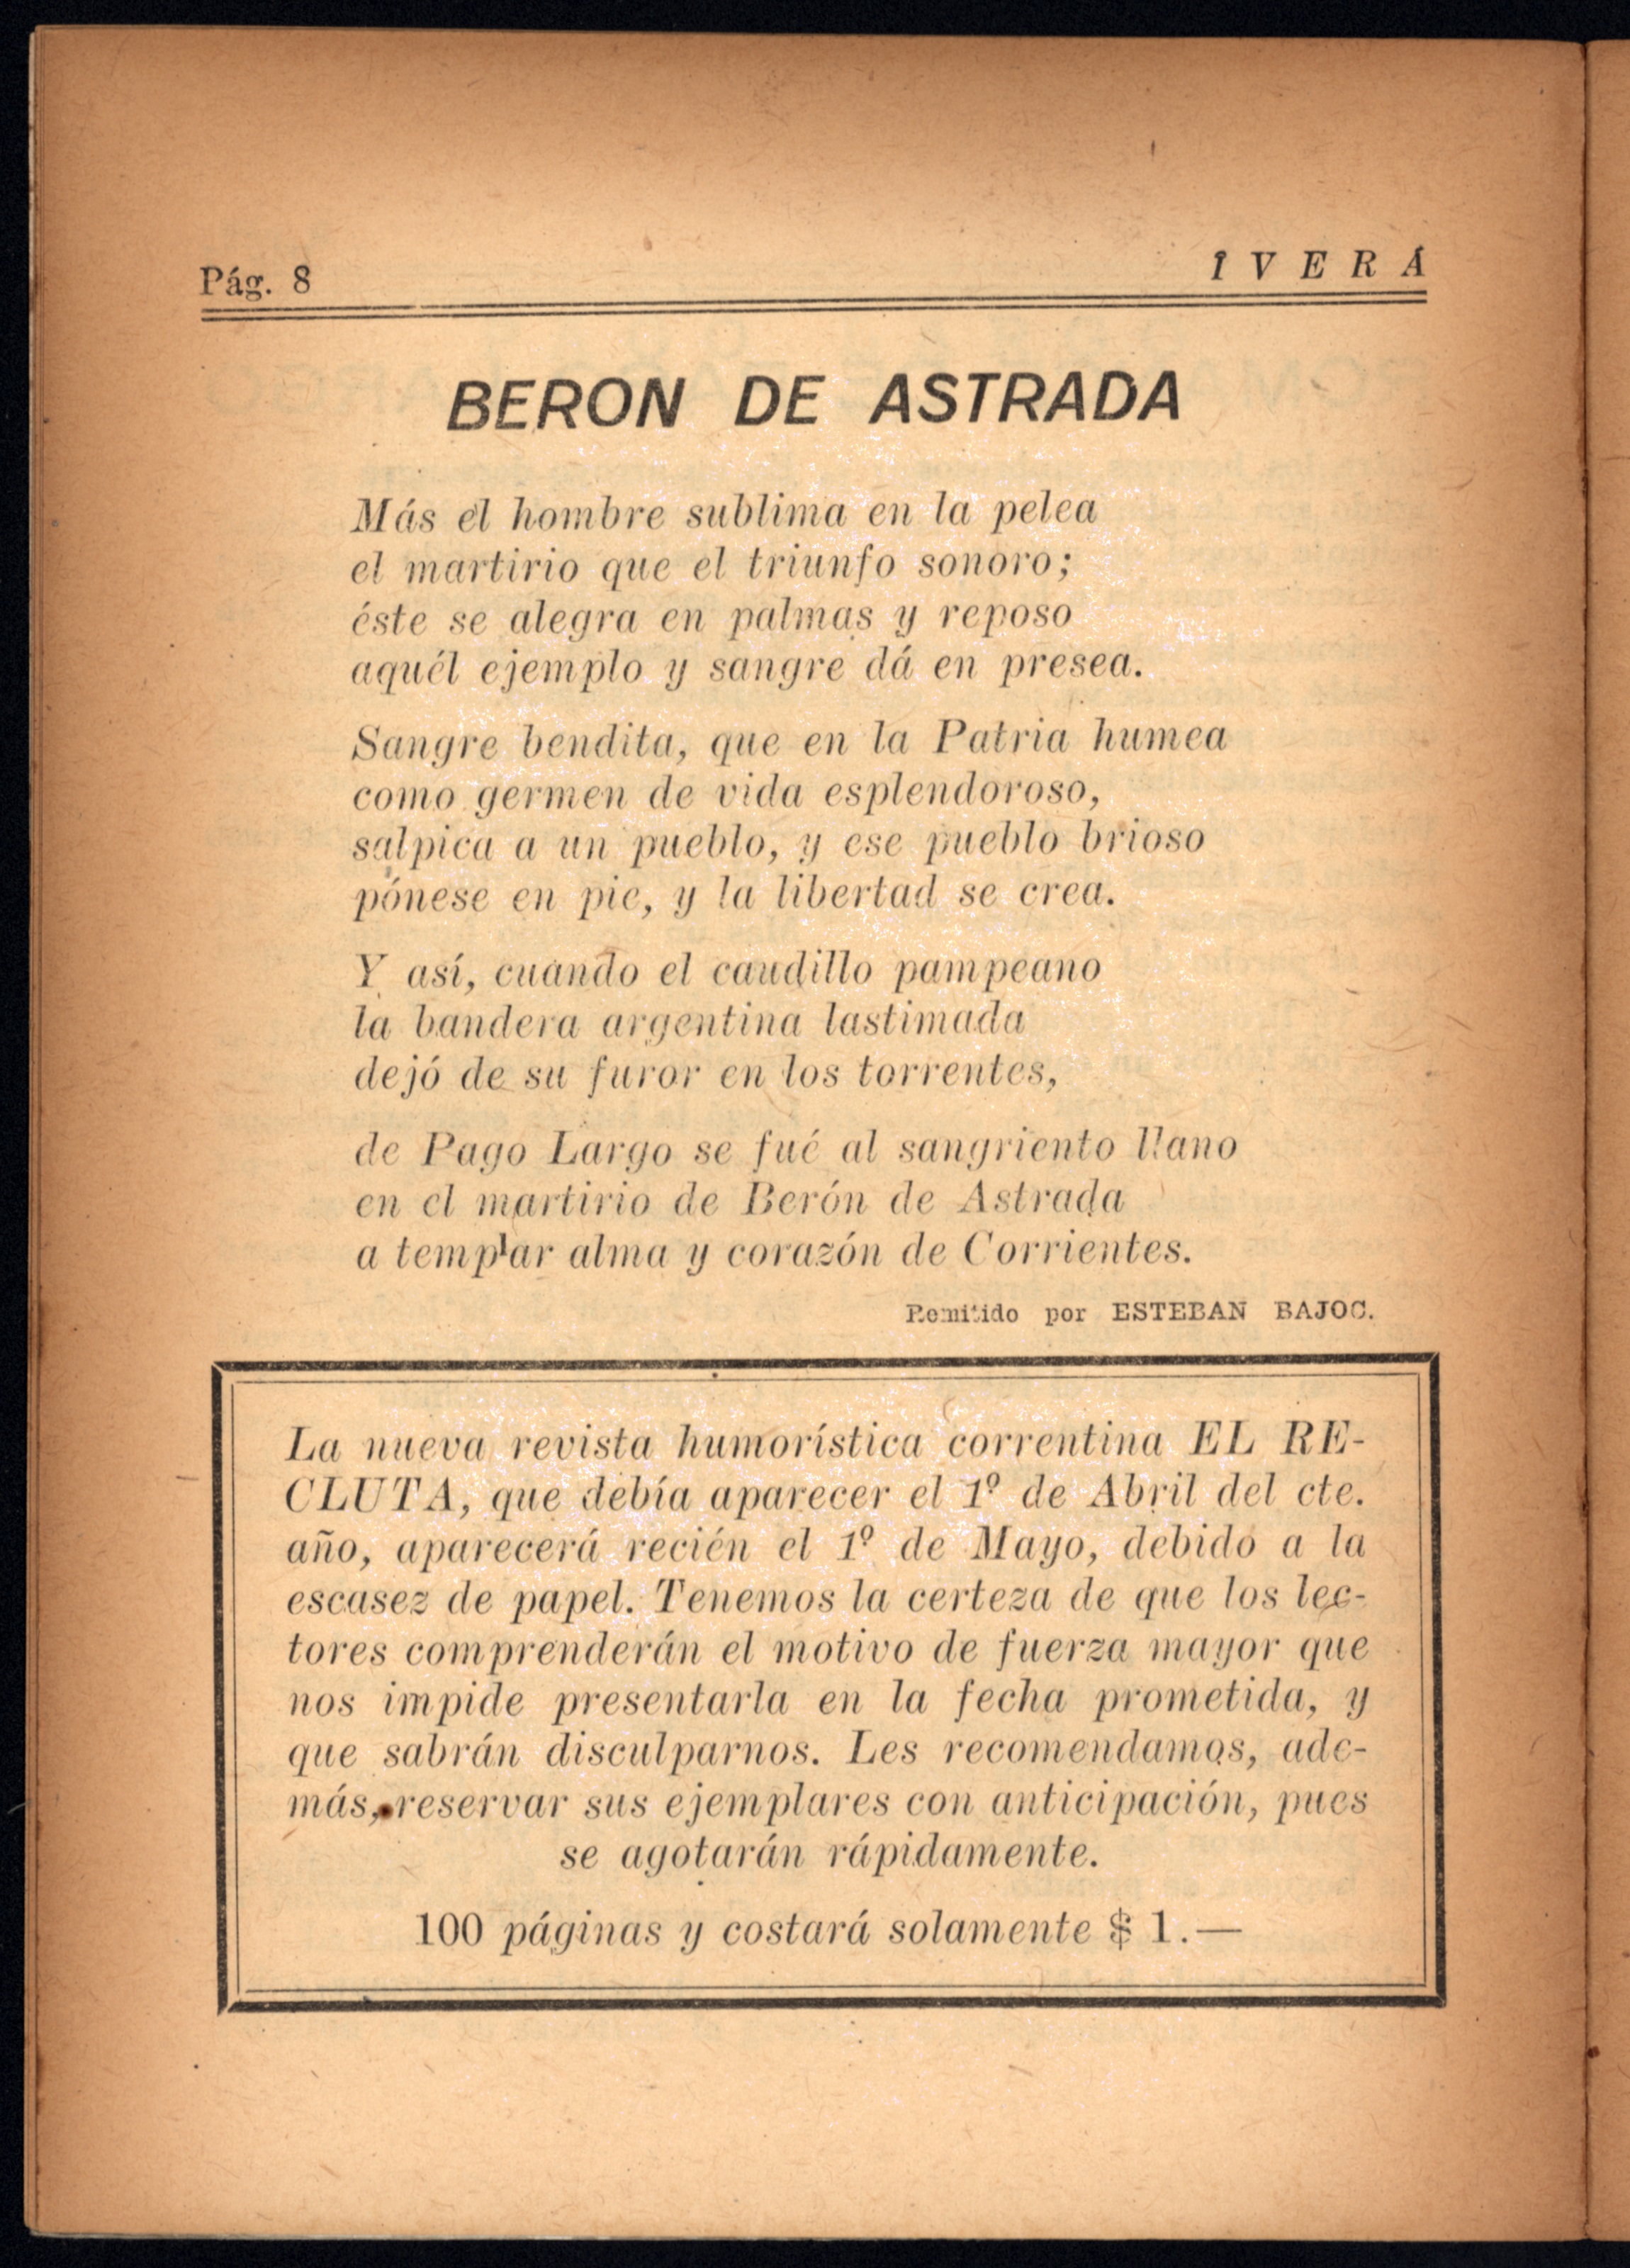 Pág. 8
ÎVERÁ
BERON DE ASTRADA
Más el hombre sublima en la pelea
el martirio que el triunfo sonoro;
éste se alegra en palmas y reposo
aquél ejemplo y sangre dá en presea.
Sangre bendita, que en la Patria humea
como germen de vida esplendoroso,
salpica a un pueblo, y ese pueblo brioso
pónese en pie, y la libertad se crea.
Y así, cuando el caudillo pampeano
la bandera argentina lastimada
dejó de su furor en los torrentes,
de Pago Largo se fué al sangriento llano
en el martirio de Berón de Astrada
a templar alma y corazón de Corrientes.
Remitido por ESTEBAN BAJOC.
La nueva revista humorística correntina EL RE-
CLUTA, que debía aparecer el 1º de Abril del cte.
año, aparecerá recién el 1º de Mayo, debido a la
escasez de papel. Tenemos la certeza de que los lec-
tores comprenderán el motivo de fuerza mayor que
nos impide presentarla en la fecha prometida, y
que sabrán disculparnos. Les recomendamos, ade-
más, reservar sus ejemplares con anticipación, pues
se agotarán rápidamente.
100 páginas y costará solamente $ 1.—